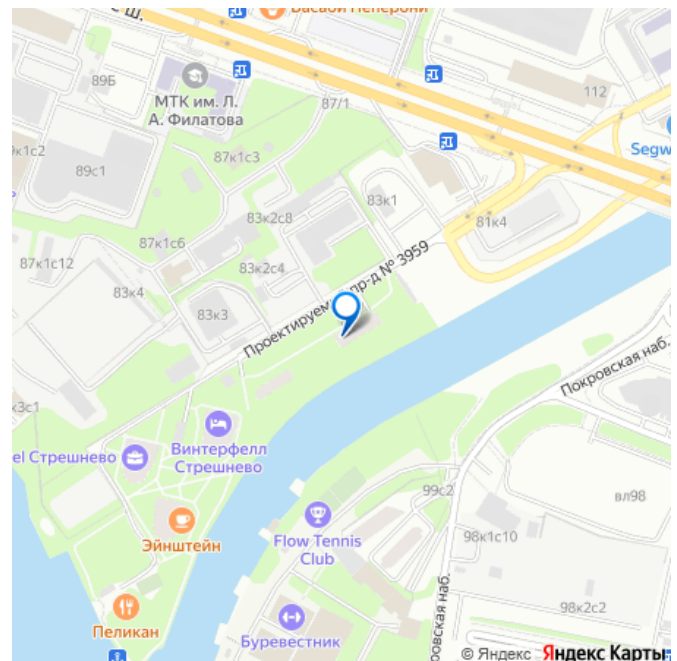 Ш.
Васаби Пеперони
89Б
МТК им. Л.
А. Филатова
87/1
112
Segw
9к1с2
89с1
87к1с3
83к1
83к2с8
81к4
87к1с6
87к1с12
83к2с4
Проектируемый пр-д № 3959
83к4
83к3
Покровская наб.
к3с1
el Стрешнево
Винтерфелл
Стрешнево
99с2
вл98
Flow Tennis
Club
98к1с10
Эйнштейн
98к2с2
Пеликан
Буревестник
ровская наб.
© Яндекс Яндекс Карты